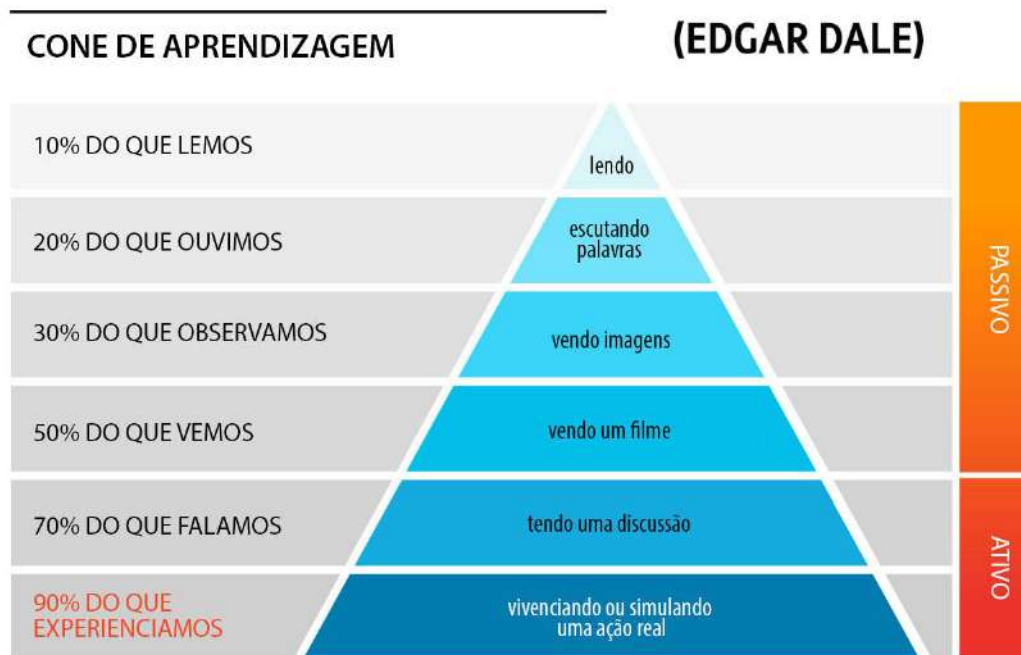 CONE DE APRENDIZAGEM
(EDGAR DALE)
10% DO QUE LEMOS
lendo
20% DO QUE OUVIMOS
escutando
palavras
30% DO QUE OBSERVAMOS
vendo imagens
50% DO QUE VEMOS
vendo um filme
PASSIVO
70% DO QUE FALAMOS
tendo uma discussão
90% DO QUE
EXPERIENCIAMOS
vivenciando ou simulando
uma ação real
ATIVO